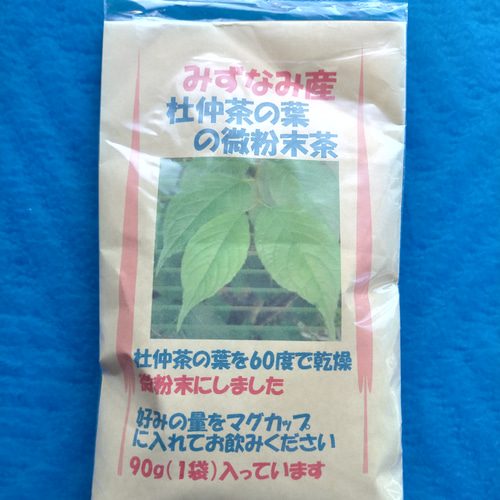 みずなみ産
杜仲茶の葉
の微粉末茶
杜仲茶の葉を60度で乾燥
微粉末にしました
好みの量をマグカップ
に入れてお飲みください
90g(1袋)入っています